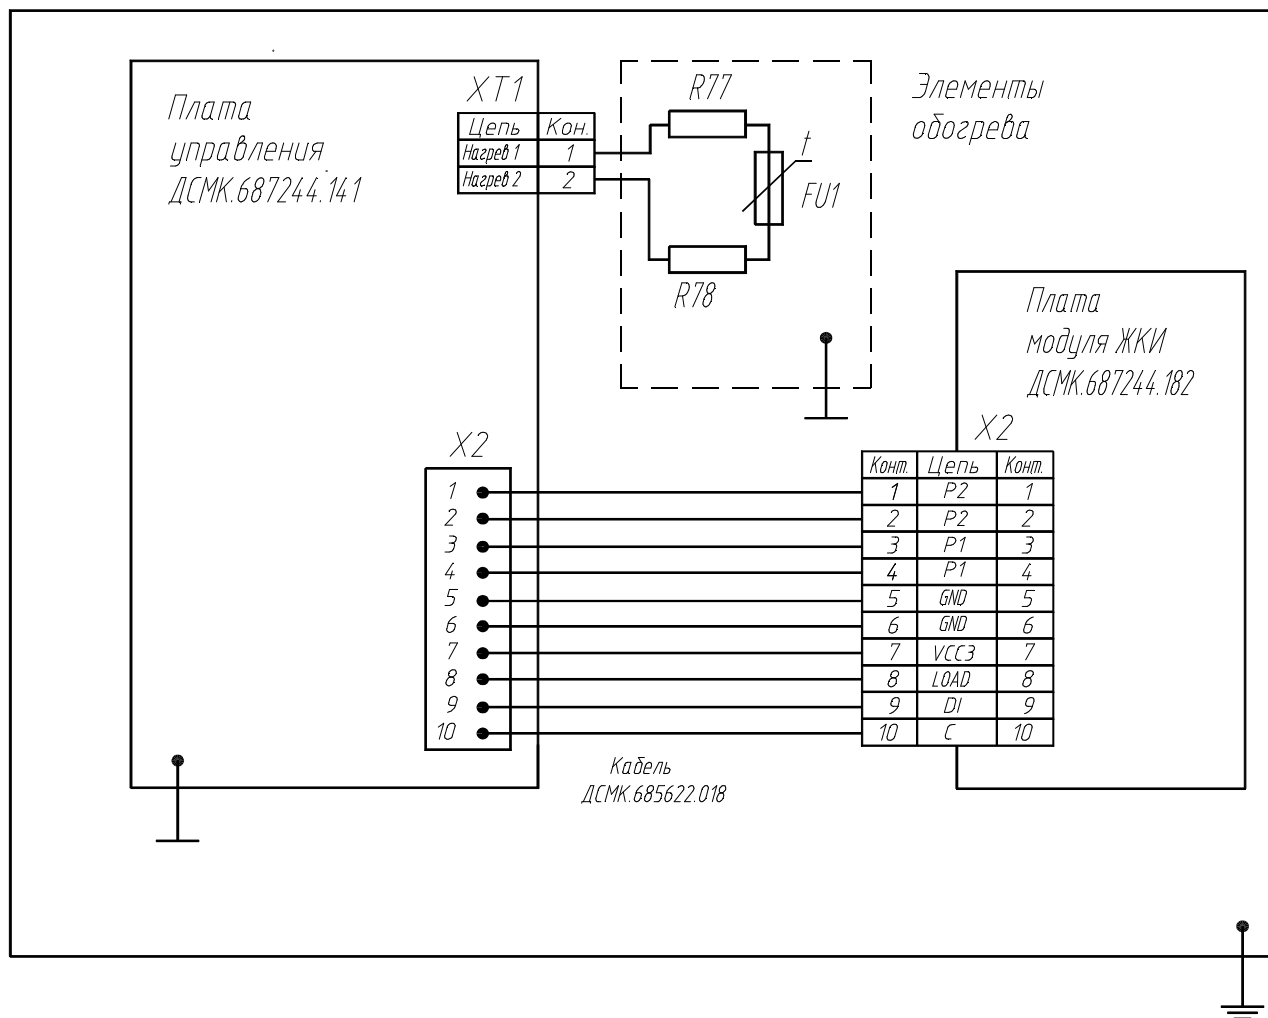 Плата
управления
ДСМК.687244.141
XT1
Цепь Кон.
Нагрев 1 1
Нагрев 2 2
R77
t
FU1
R78
Элементы
обогрева
Плата
модуля ЖКИ
ДСМК.687244.182
X2
1
2
3
4
5
6
7
8
9
10
X2
Конт. Цепь Конт.
1 P2 1
2 P2 2
3 P1 3
4 P1 4
5 GND 5
6 GND 6
7 VCC3 7
8 LOAD 8
9 DI 9
10 C 10
Кабель
ДСМК.685622.018